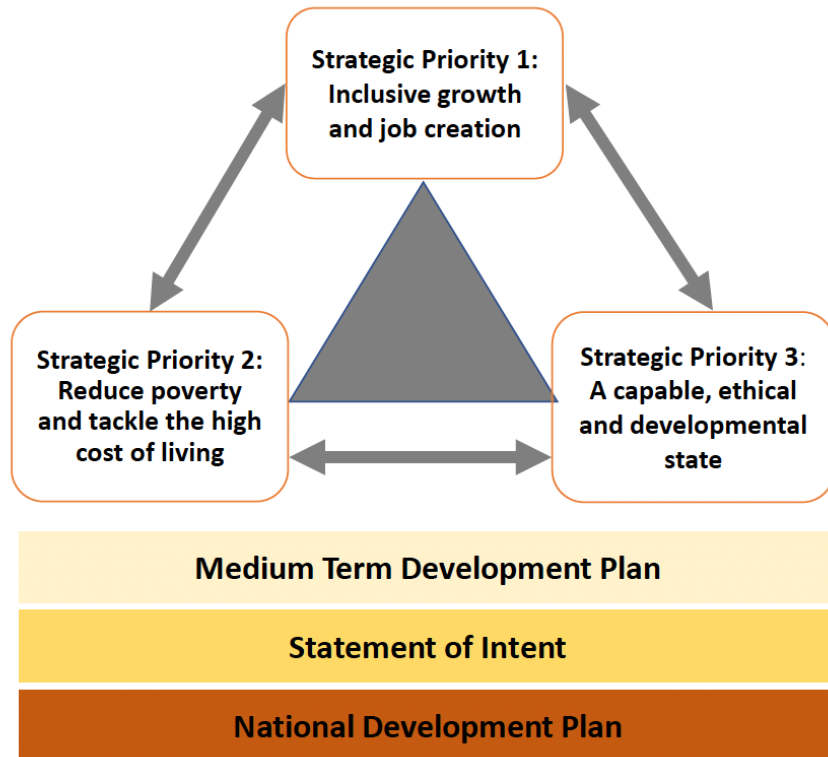 Strategic Priority 1:
Inclusive growth
and job creation
Strategic Priority 2:
Reduce poverty
and tackle the high
cost of living
Strategic Priority 3:
A capable, ethical
and developmental
state
Medium Term Development Plan
Statement of Intent
National Development Plan